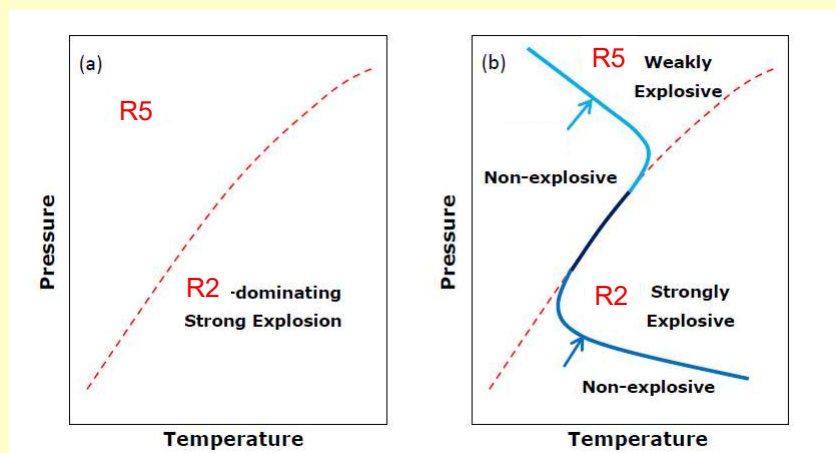 (a)
R5
R2 -dominating
Strong Explosion
Pressure
Temperature
(b)
R5 Weakly
Explosive
Non-explosive
R2 Strongly
Explosive
Non-explosive
Pressure
Temperature